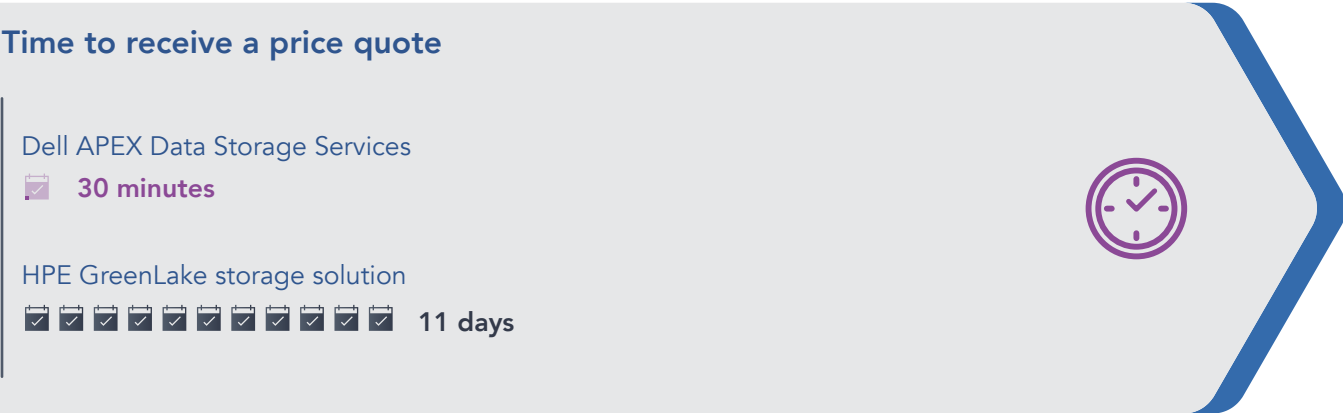 Time to receive a price quote
Dell APEX Data Storage Services
30 minutes
HPE GreenLake storage solution
11 days